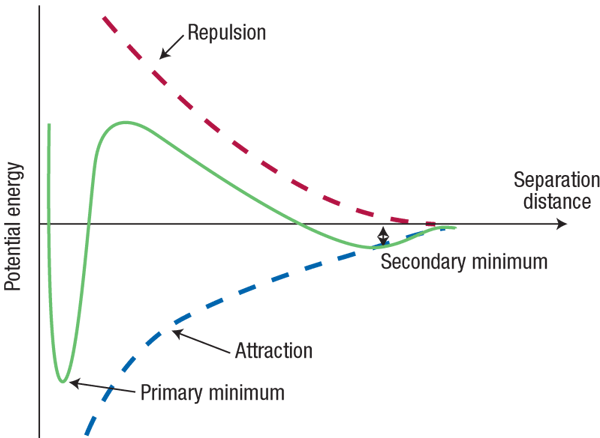 Repulsion
Separation
distance
Potential energy
Secondary minimum
Attraction
Primary minimum